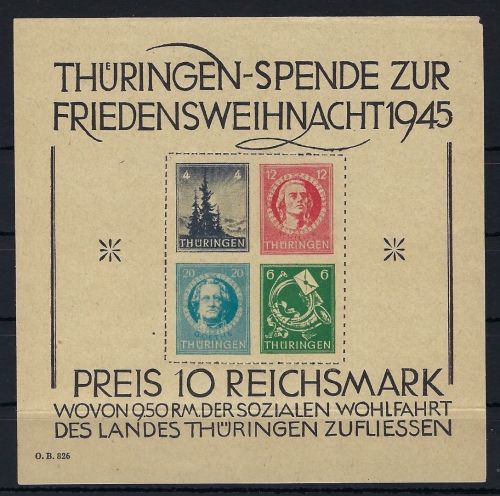 THÜRINGEN-SPENDE ZUR
FRIEDENSWEIHNACHT 1945
4 4
THÜRINGEN
12 12
THÜRINGEN
20 20
THÜRINGEN
6 6
THÜRINGEN
PREIS 10 REICHSMARK
WOVON 9.50 RM. DER SOZIALEN WOHLFAHRT
DES LANDES THÜRINGEN ZUFLIESSEN
O. B. 826